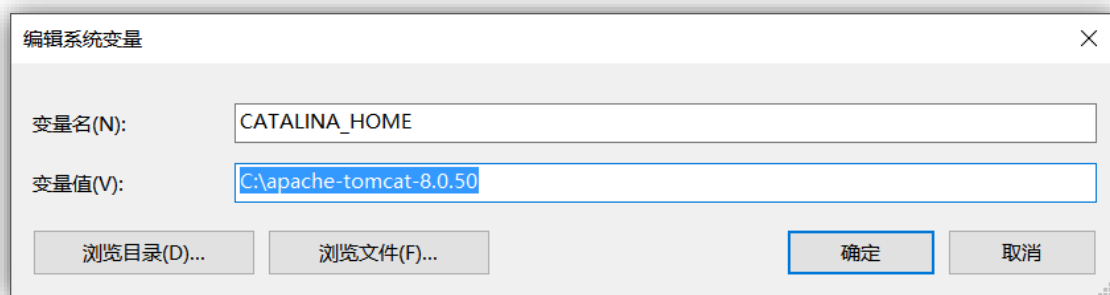 编辑系统变量
变量名(N): CATALINA_HOME
变量值(V): C:\apache-tomcat-8.0.50
浏览目录(D)... 浏览文件(F)... 确定 取消